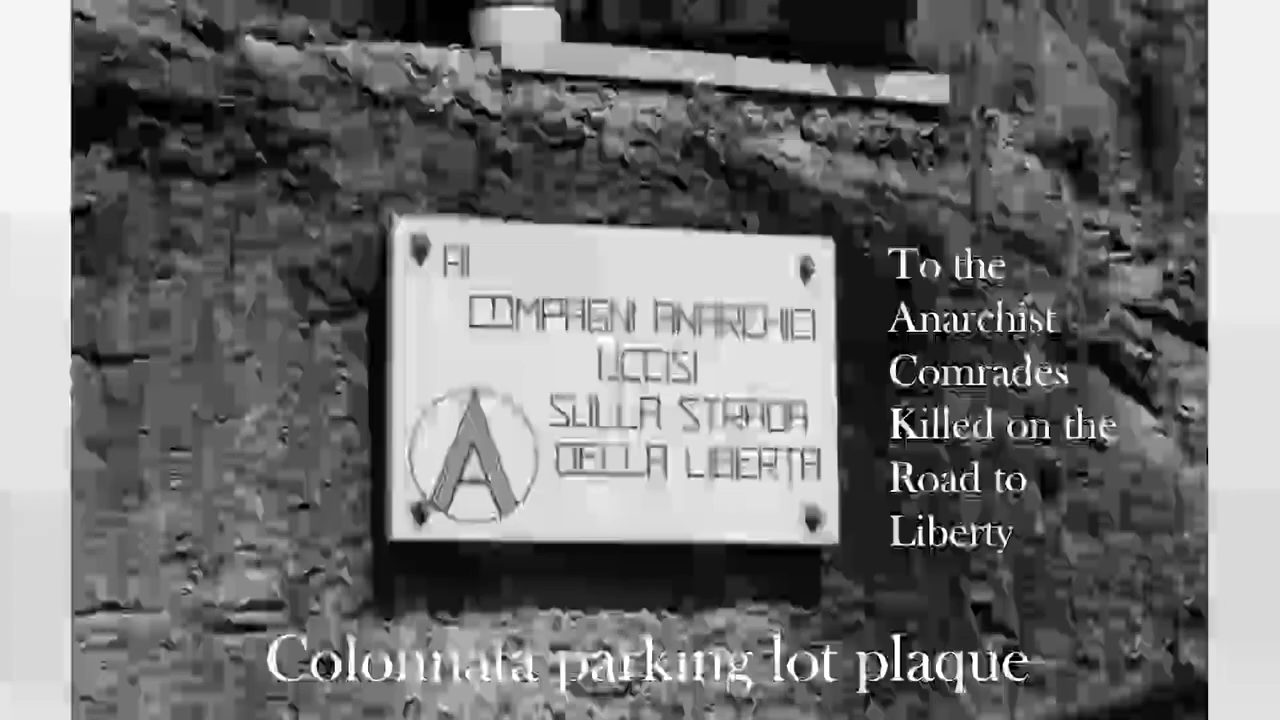 AI
COMPAGNI ANARCHICI
UCCISI
SULLA STRADA
DELLA LIBERTA
To the
Anarchist
Comrades
Killed on the
Road to
Liberty
Colonnata parking lot plaque